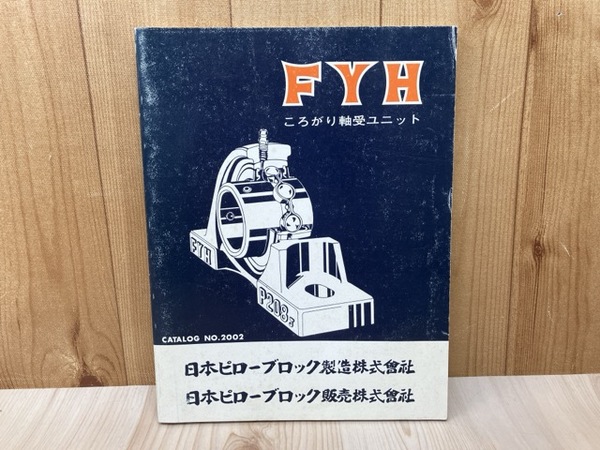 FYH
ころがり軸受ユニット
FYH
P208
CATALOG NO.2002
日本ピローブロック製造株式會社
日本ピローブロック販売株式會社